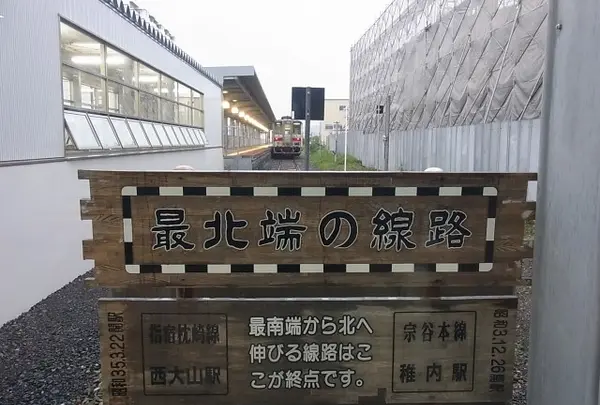 最北端の線路
昭和35.3.22開駅
指宿枕崎線
西大山駅
最南端から北へ
伸びる線路はこ
こが終点です。
宗谷本線
稚内駅
昭和3.12.26開駅